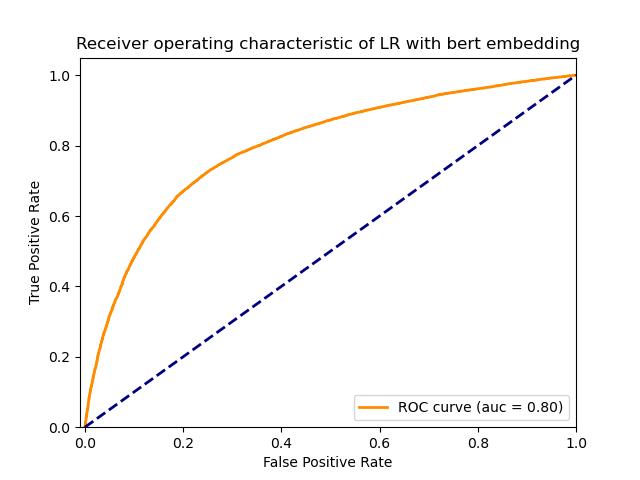 Receiver operating characteristic of LR with bert embedding
1.0
0.8
0.6
0.4
0.2
0.0
True Positive Rate
ROC curve (auc = 0.80)
0.0 0.2 0.4 0.6 0.8 1.0
False Positive Rate